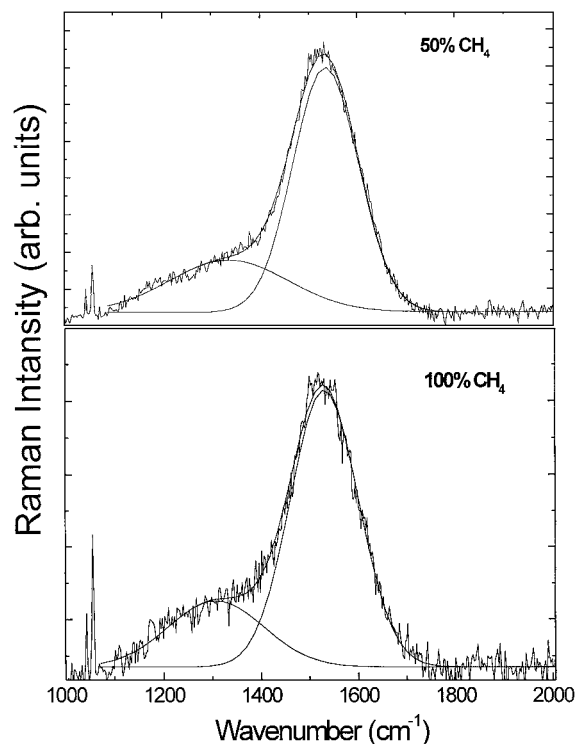 50% CH₄
Raman Intansity (arb. units)
100% CH₄
1000 1200 1400 1600 1800 2000
Wavenumber (cm⁻¹)